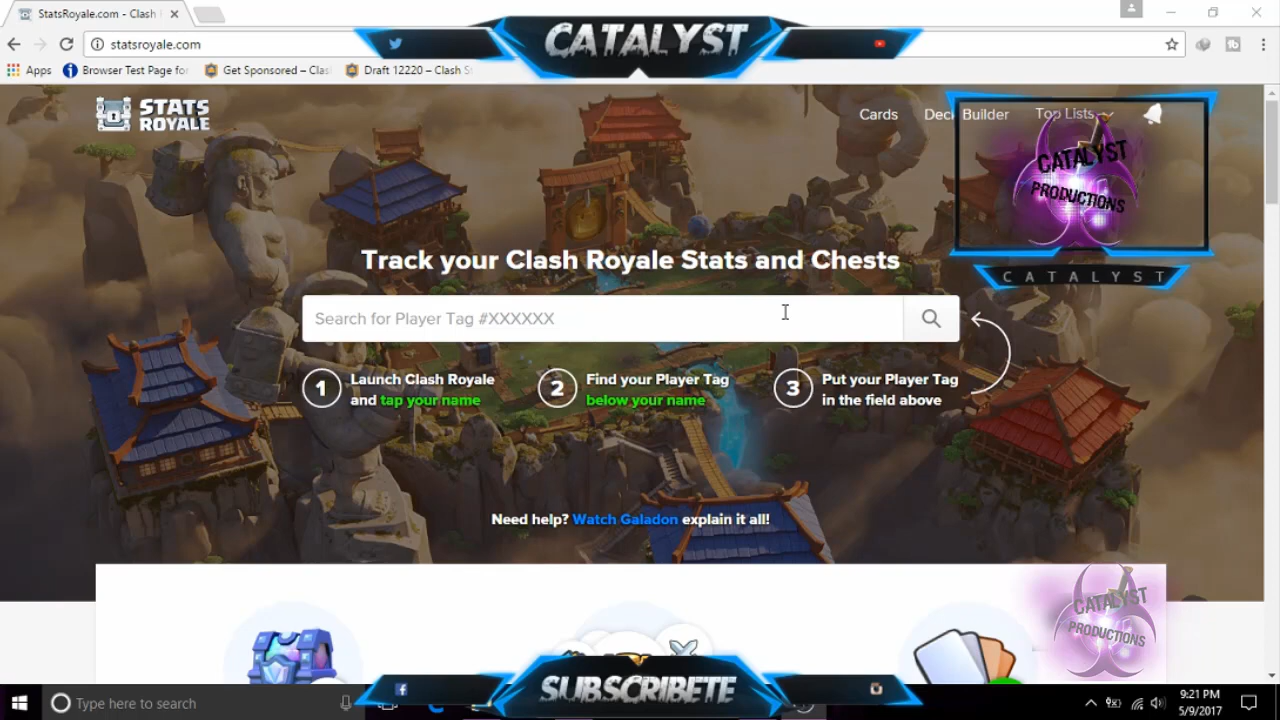 StatsRoyale.com - Clash
CATALYST
statsroyale.com
Apps
Browser Test Page for
Get Sponsored – Clas
Draft 12220 – Clash S
STATS
ROYALE
Cards
Deck Builder
Top Lists
CATALYST
PRODUCTIONS
CATALYST
Track your Clash Royale Stats and Chests
Search for Player Tag #XXXXXX
1 Launch Clash Royale
and tap your name
2 Find your Player Tag
below your name
3 Put your Player Tag
in the field above
Need help? Watch Galadon explain it all!
CATALYST
PRODUCTIONS
SUBSCRIBETE
Type here to search
9:21 PM
5/9/2017